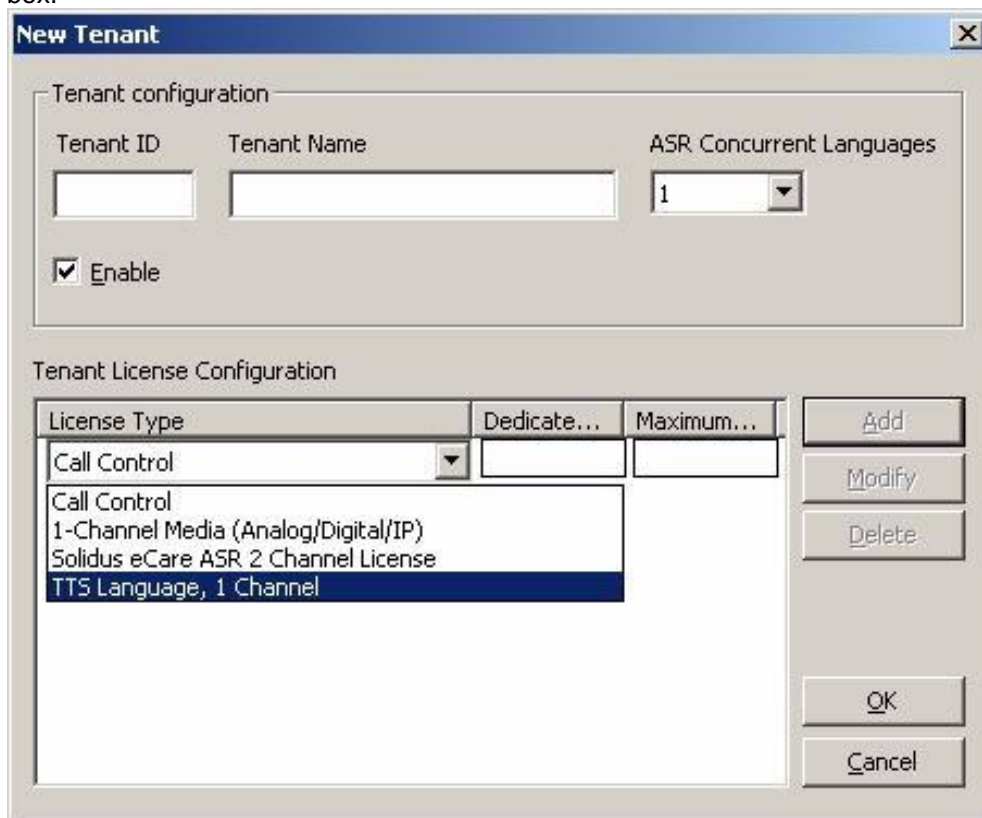 box.
New Tenant
Tenant configuration
Tenant ID Tenant Name ASR Concurrent Languages
1
Enable
Tenant License Configuration
License Type Dedicate... Maximum... Add
Call Control
Modify
Call Control
1-Channel Media (Analog/Digital/IP)
Delete
Solidus eCare ASR 2 Channel License
TTS Language, 1 Channel
OK
Cancel